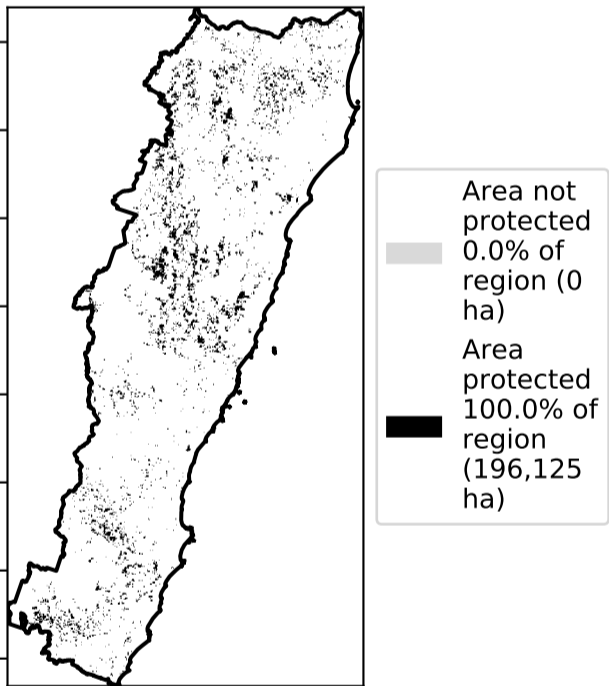 Area not
protected
0.0% of
region (0
ha)
Area
protected
100.0% of
region
(196,125
ha)